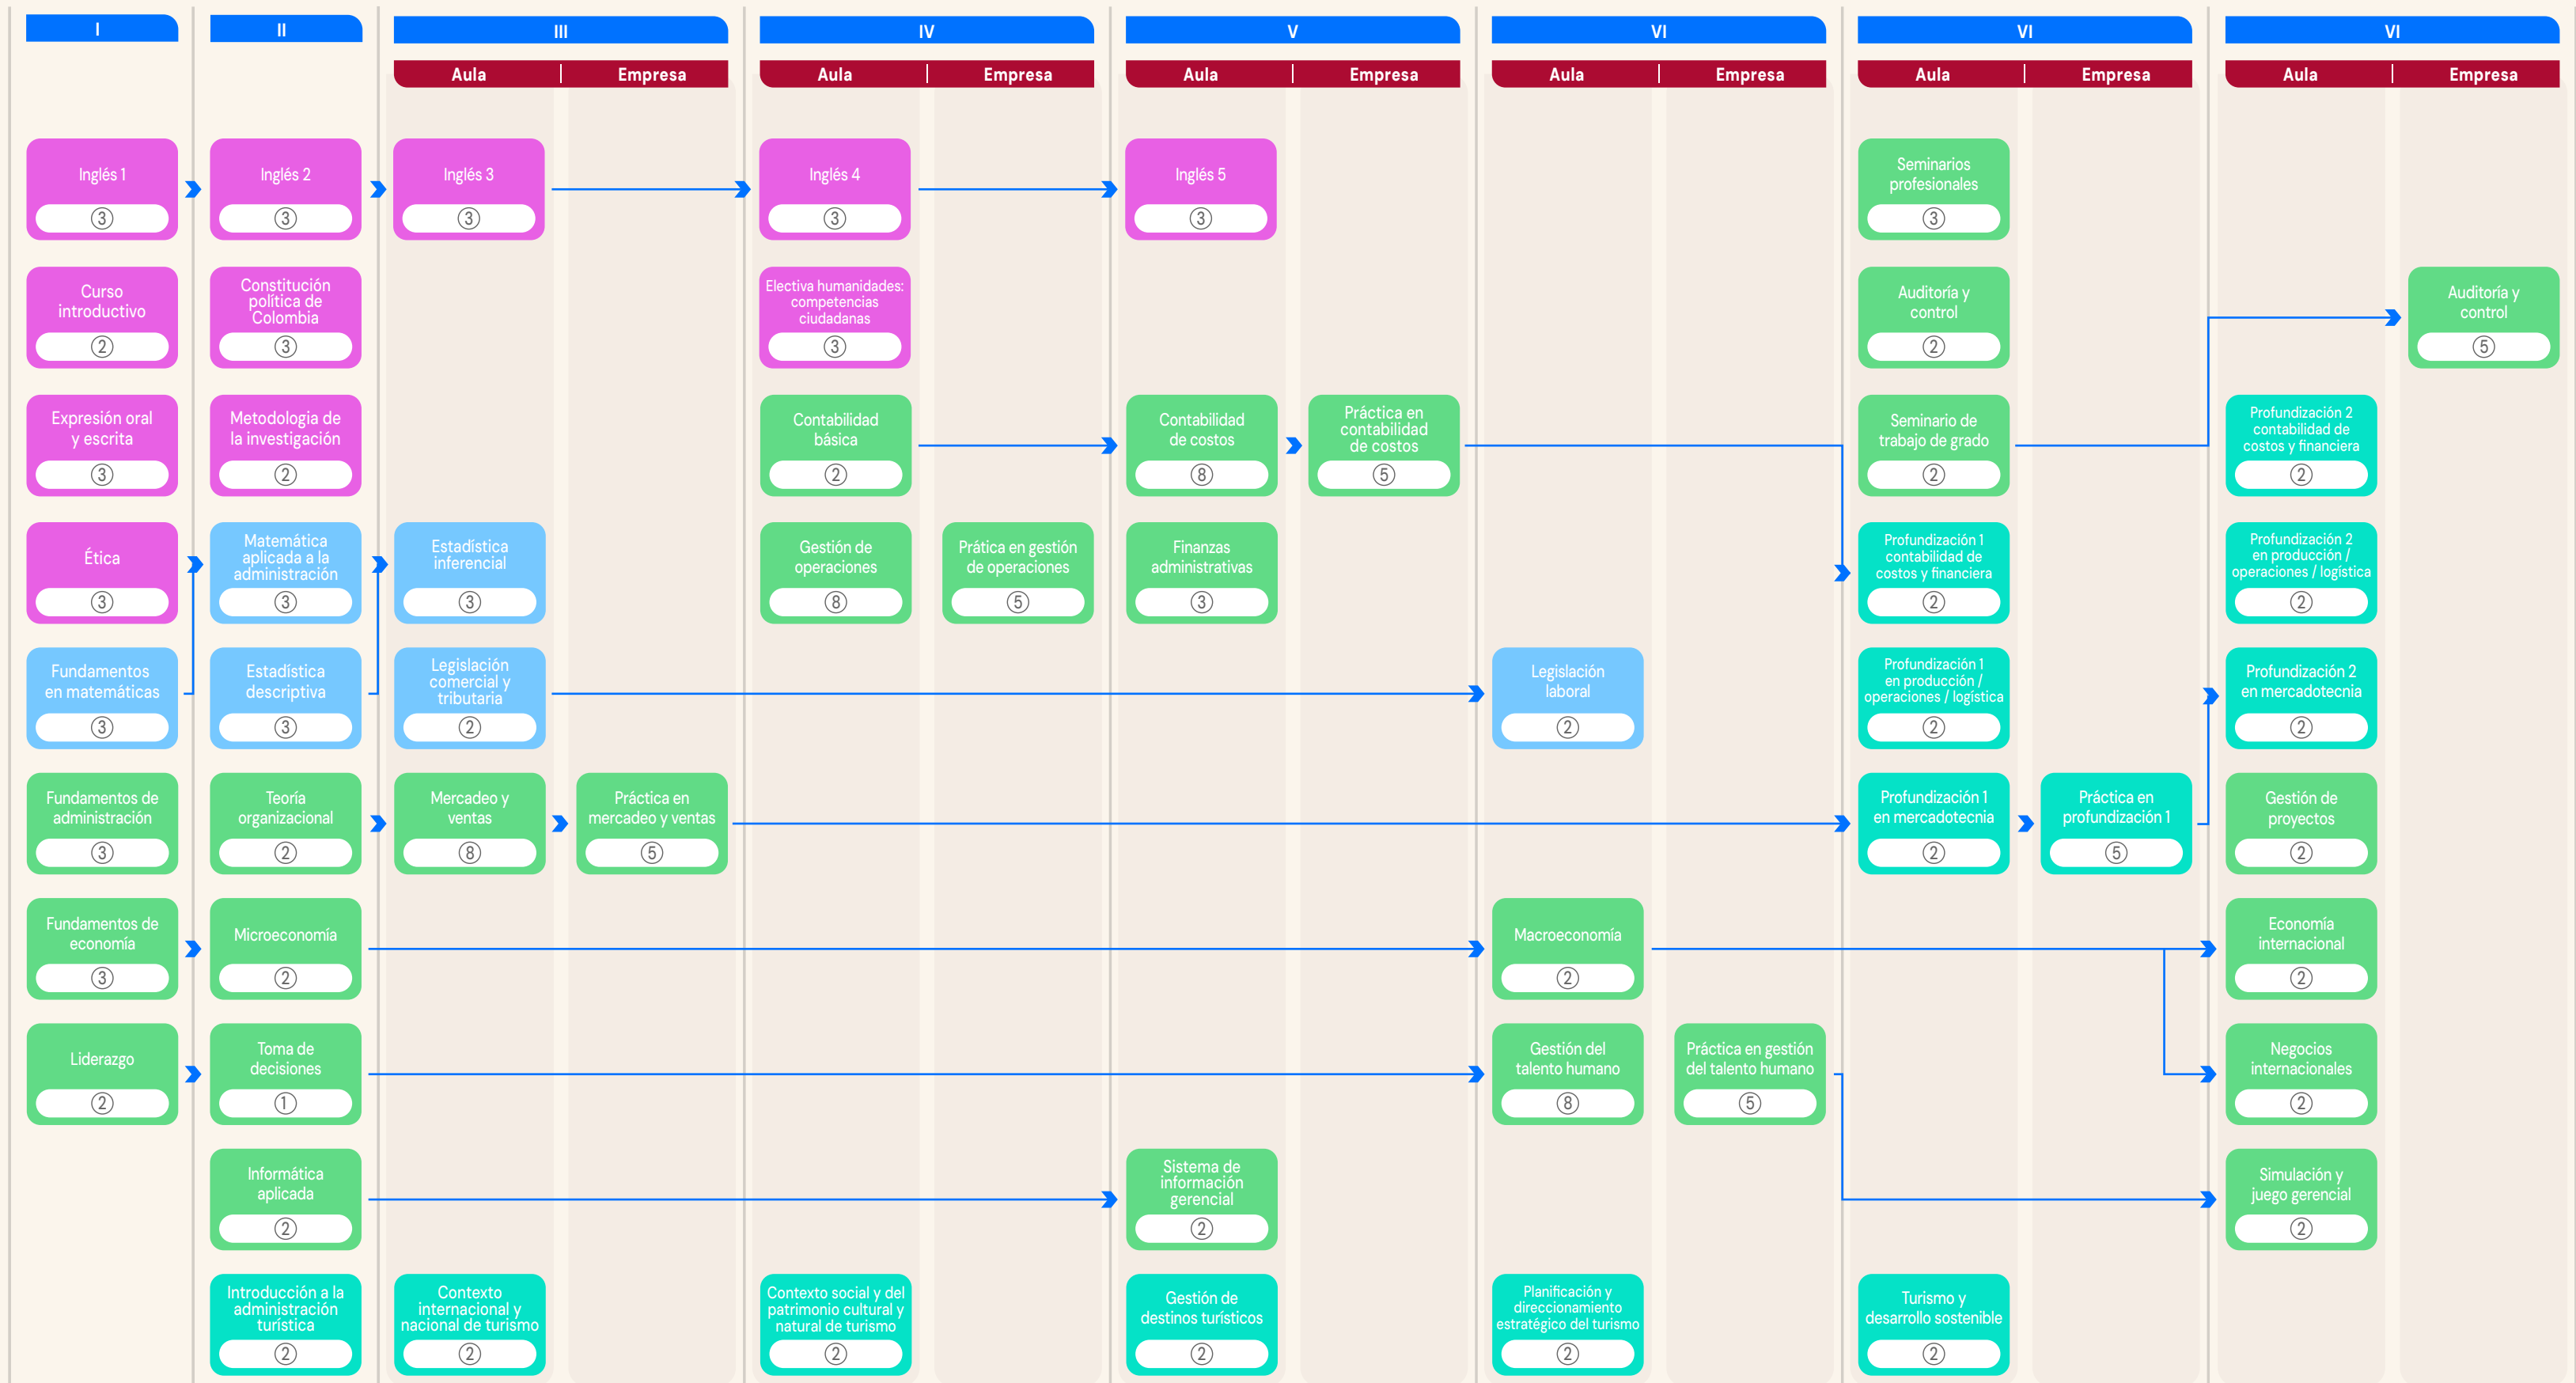 I
II
III
IV
V
VI
VI
VI
Aula
Empresa
Aula
Empresa
Aula
Empresa
Aula
Empresa
Aula
Empresa
Aula
Empresa
Inglés 1
3
Inglés 2
3
Inglés 3
3
Inglés 4
3
Inglés 5
3
Seminarios
profesionales
3
Curso
introductivo
2
Constitución
política de
Colombia
3
Electiva humanidades:
competencias
ciudadanas
3
Auditoría y
control
2
Auditoría y
control
5
Expresión oral
y escrita
3
Metodologia de
la investigación
2
Contabilidad
básica
2
Contabilidad
de costos
8
Práctica en
contabilidad
de costos
5
Seminario de
trabajo de grado
2
Profundización 2
contabilidad de
costos y financiera
2
Ética
3
Matemática
aplicada a la
administración
3
Estadística
inferencial
3
Gestión de
operaciones
8
Prática en gestión
de operaciones
5
Finanzas
administrativas
3
Profundización 1
contabilidad de
costos y financiera
2
Profundización 2
en producción /
operaciones / logística
2
Fundamentos
en matemáticas
3
Estadística
descriptiva
3
Legislación
comercial y
tributaria
2
Legislación
laboral
2
Profundización 1
en producción /
operaciones / logística
2
Profundización 2
en mercadotecnia
2
Fundamentos de
administración
3
Teoría
organizacional
2
Mercadeo y
ventas
8
Práctica en
mercadeo y ventas
5
Profundización 1
en mercadotecnia
2
Práctica en
profundización 1
5
Gestión de
proyectos
2
Fundamentos de
economía
3
Microeconomía
2
Macroeconomía
2
Economía
internacional
2
Liderazgo
2
Toma de
decisiones
1
Gestión del
talento humano
8
Práctica en gestión
del talento humano
5
Negocios
internacionales
2
Informática
aplicada
2
Sistema de
información
gerencial
2
Simulación y
juego gerencial
2
Introducción a la
administración
turística
2
Contexto
internacional y
nacional de turismo
2
Contexto social y del
patrimonio cultural y
natural de turismo
2
Gestión de
destinos turísticos
2
Planificación y
direccionamiento
estratégico del turismo
2
Turismo y
desarrollo sostenible
2